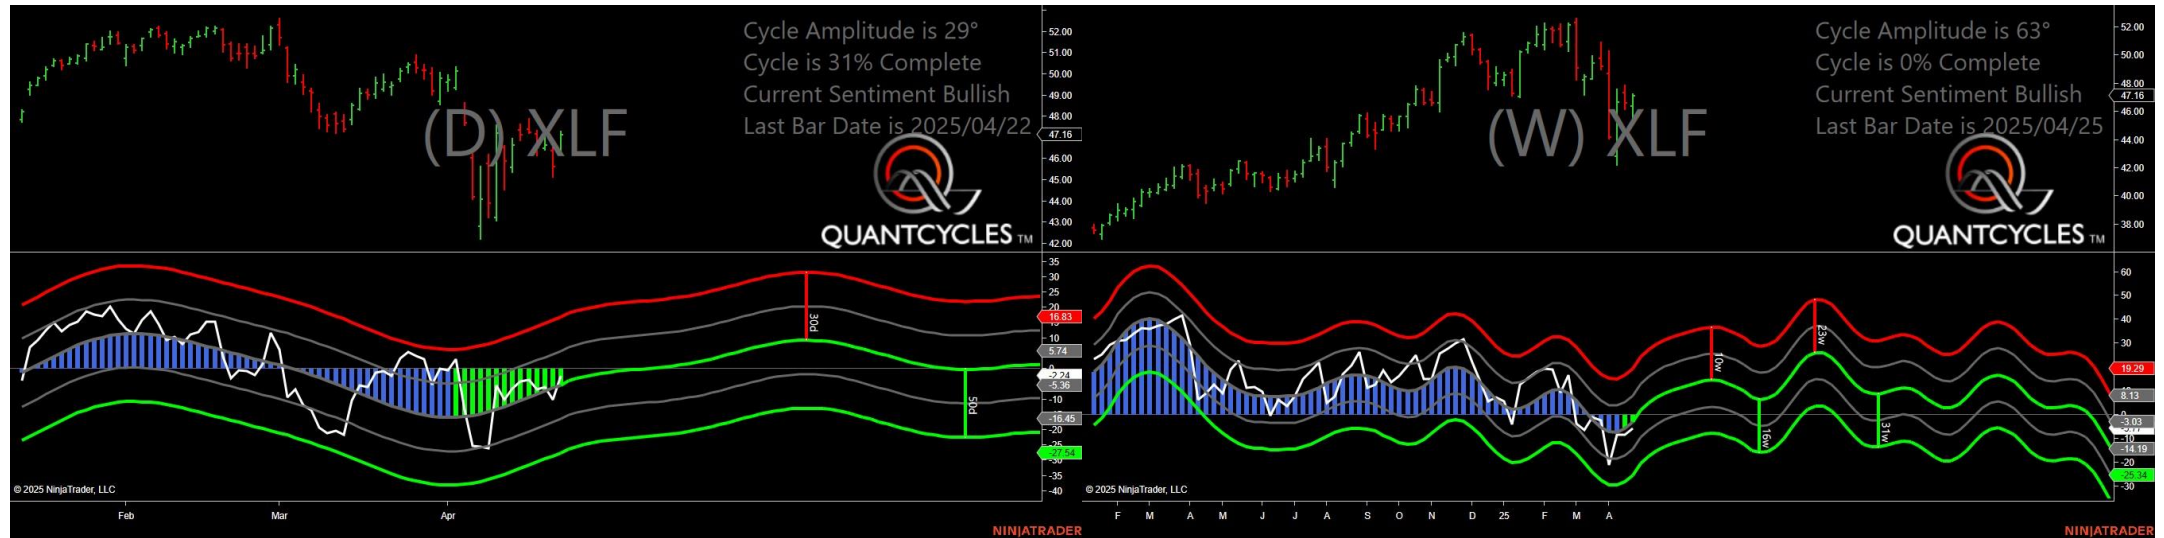 Cycle Amplitude is 29°
Cycle is 31% Complete
Current Sentiment Bullish
Last Bar Date is 2025/04/22
(D) XLF
QUANTCYCLES TM
52.00
51.00
50.00
49.00
48.00
47.16
46.00
45.00
44.00
43.00
42.00
35
30
25
20
16.83
10
5.74
-2.24
-5.36
-10
-16.45
-20
-25
-27.54
-30
-35
-40
30d
50d
© 2025 NinjaTrader, LLC
Feb
Mar
Apr
NINJATRADER
Cycle Amplitude is 63°
Cycle is 0% Complete
Current Sentiment Bullish
Last Bar Date is 2025/04/25
(W) XLF
QUANTCYCLES TM
52.00
50.00
48.00
47.16
46.00
44.00
42.00
40.00
38.00
60
50
40
30
19.29
8.13
-3.03
-10
-14.19
-20
-25.34
-30
10w
16w
23w
31w
© 2025 NinjaTrader, LLC
F M A M J J A S O N D 25 F M A
NINJATRADER